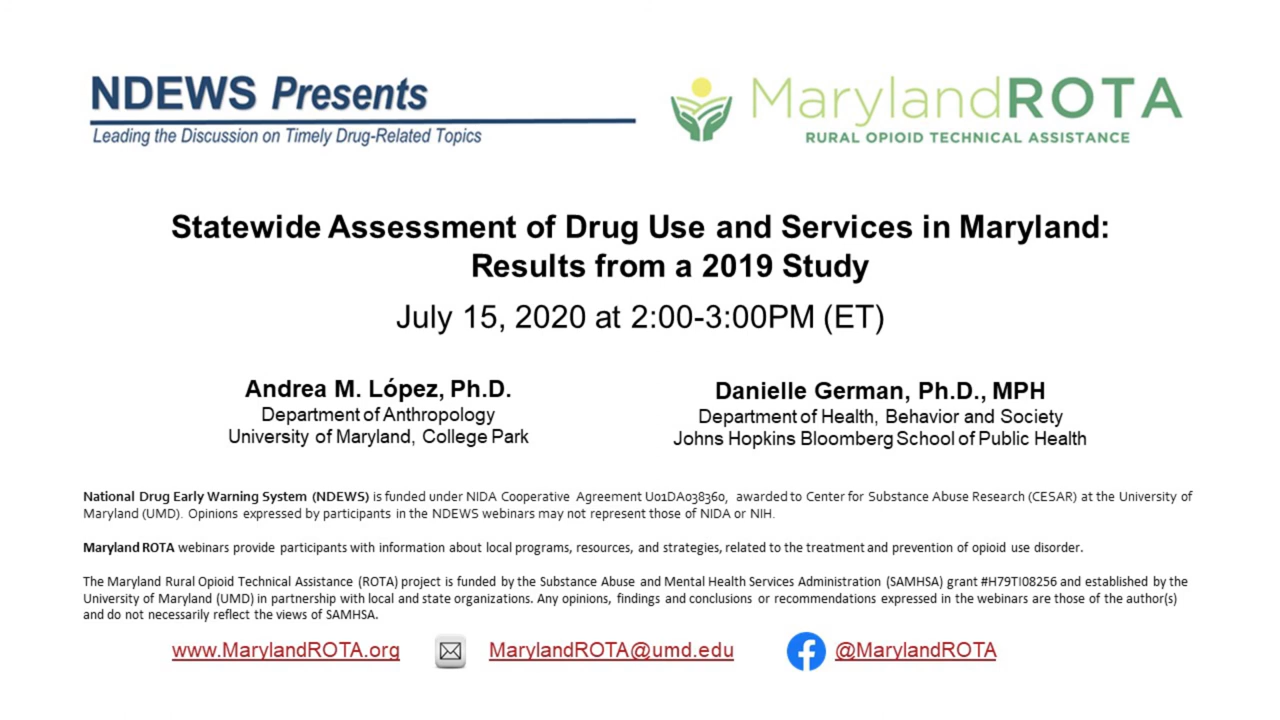 NDEWS Presents
Leading the Discussion on Timely Drug-Related Topics
MarylandROTA
RURAL OPIOID TECHNICAL ASSISTANCE
Statewide Assessment of Drug Use and Services in Maryland:
Results from a 2019 Study
July 15, 2020 at 2:00-3:00PM (ET)
Andrea M. López, Ph.D.
Department of Anthropology
University of Maryland, College Park
Danielle German, Ph.D., MPH
Department of Health, Behavior and Society
Johns Hopkins Bloomberg School of Public Health
National Drug Early Warning System (NDEWS) is funded under NIDA Cooperative Agreement U01DA038360, awarded to Center for Substance Abuse Research (CESAR) at the University of
Maryland (UMD). Opinions expressed by participants in the NDEWS webinars may not represent those of NIDA or NIH.
Maryland ROTA webinars provide participants with information about local programs, resources, and strategies, related to the treatment and prevention of opioid use disorder.
The Maryland Rural Opioid Technical Assistance (ROTA) project is funded by the Substance Abuse and Mental Health Services Administration (SAMHSA) grant #H79TI08256 and established by the
University of Maryland (UMD) in partnership with local and state organizations. Any opinions, findings and conclusions or recommendations expressed in the webinars are those of the author(s)
and do not necessarily reflect the views of SAMHSA.
www.MarylandROTA.org MarylandROTA@umd.edu @MarylandROTA